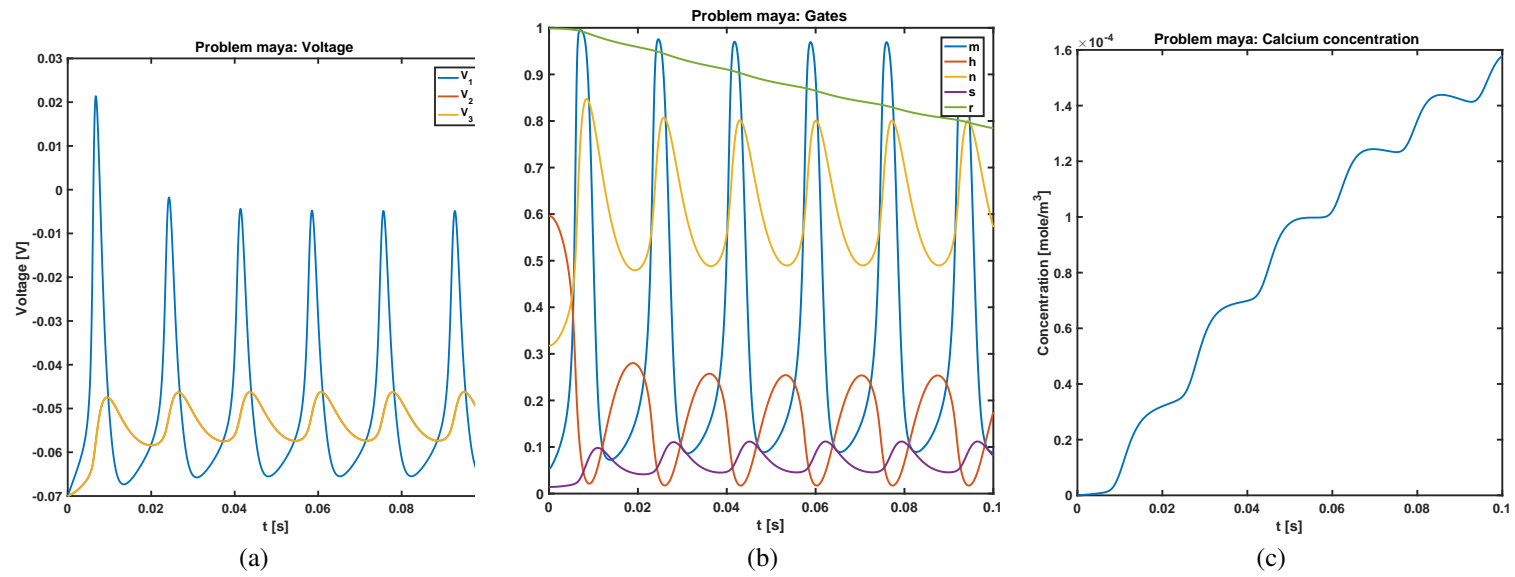 Problem maya: Voltage
0.03
0.02
0.01
0
-0.01
-0.02
-0.03
-0.04
-0.05
-0.06
-0.07
Voltage [V]
V1
V2
V3
0
0.02
0.04
0.06
0.08
t [s]
(a)
Problem maya: Gates
1
0.9
0.8
0.7
0.6
0.5
0.4
0.3
0.2
0.1
0
m
h
n
s
r
0
0.02
0.04
0.06
0.08
0.1
t [s]
(b)
Problem maya: Calcium concentration
×10-4
1.6
1.4
1.2
1
0.8
0.6
0.4
0.2
0
Concentration [mole/m3]
0
0.02
0.04
0.06
0.08
0.1
t [s]
(c)